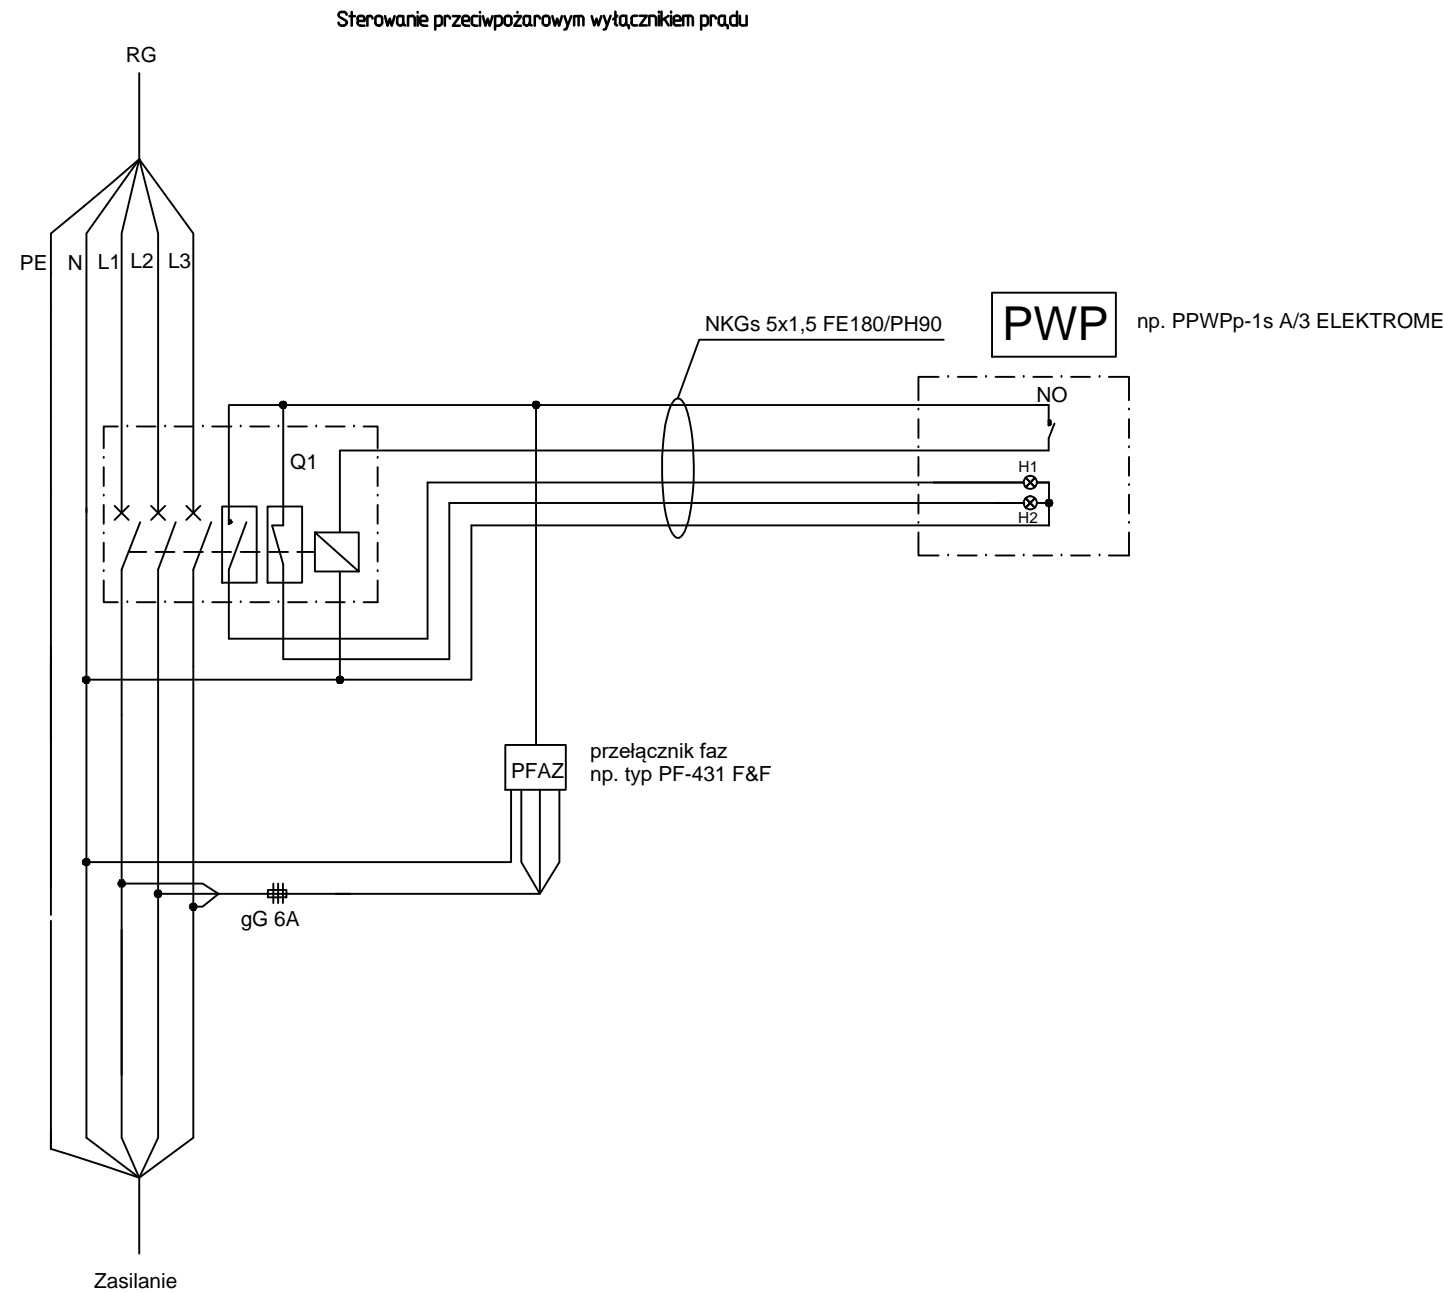 Sterowanie przeciwpożarowym wyłącznikiem prądu
RG
PE N L1 L2 L3
NKGs 5x1,5 FE180/PH90
PWP
np. PPWPp-1s A/3 ELEKTROME
NO
Q1
H1
H2
PFAZ
przełącznik faz
np. typ PF-431 F&F
gG 6A
Zasilanie